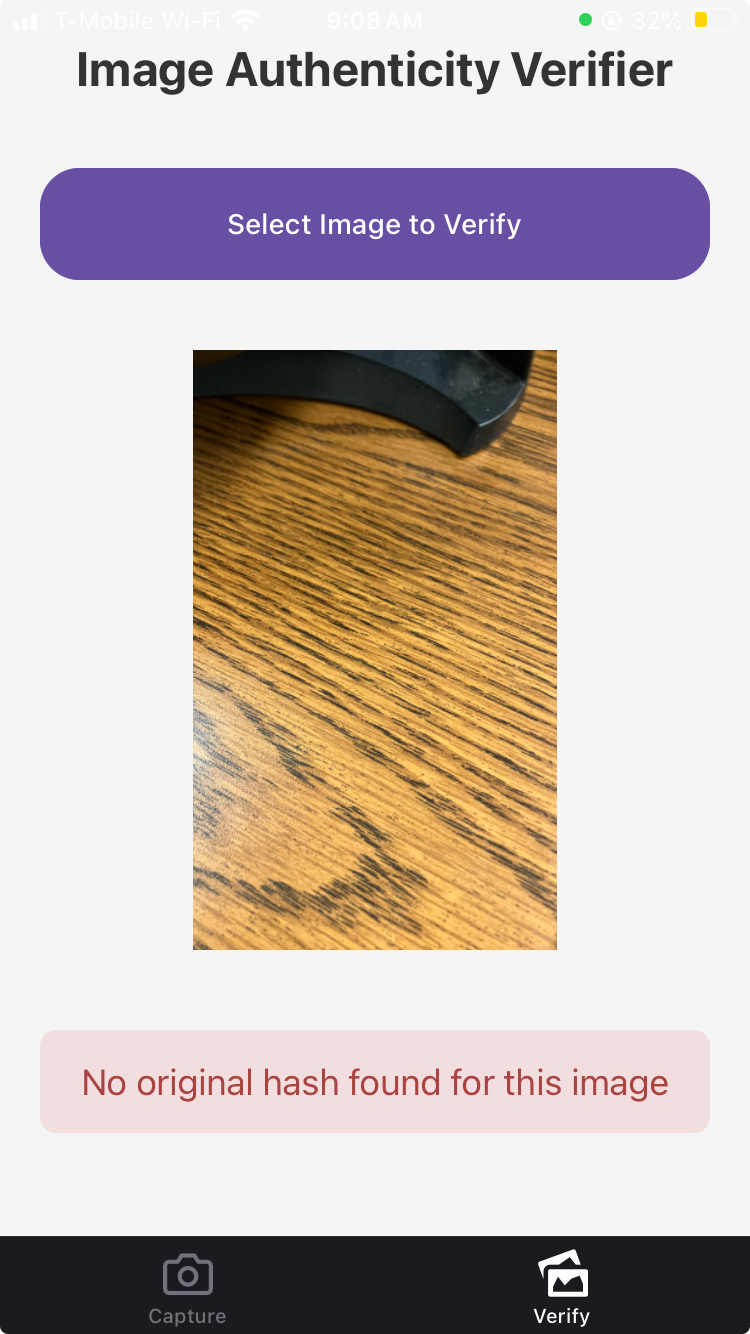 T-Mobile Wi-Fi 9:08 AM 32%
Image Authenticity Verifier
Select Image to Verify
No original hash found for this image
Capture Verify